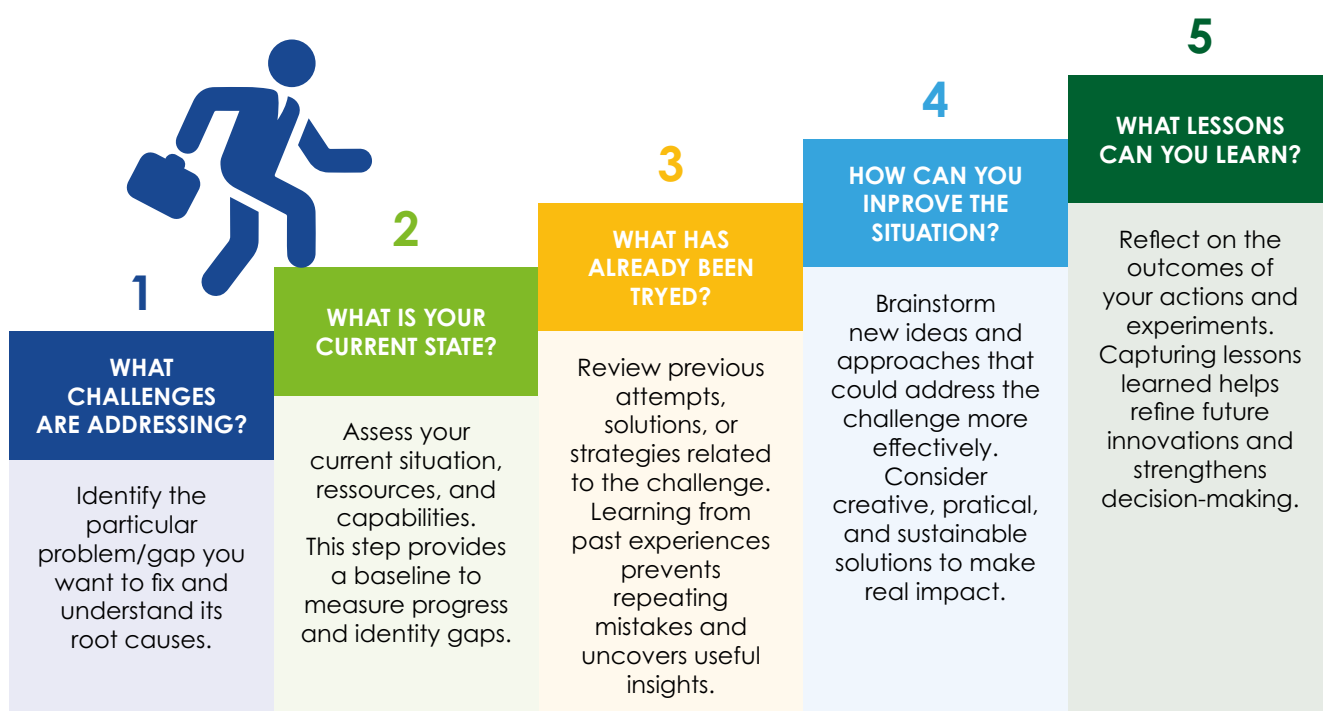 1
WHAT
CHALLENGES
ARE ADDRESSING?
Identify the
particular
problem/gap you
want to fix and
understand its
root causes.
2
WHAT IS YOUR
CURRENT STATE?
Assess your
current situation,
ressources, and
capabilities.
This step provides
a baseline to
measure progress
and identity gaps.
3
WHAT HAS
ALREADY BEEN
TRYED?
Review previous
attempts,
solutions, or
strategies related
to the challenge.
Learning from
past experiences
prevents
repeating
mistakes and
uncovers useful
insights.
4
HOW CAN YOU
INPROVE THE
SITUATION?
Brainstorm
new ideas and
approaches that
could address the
challenge more
effectively.
Consider
creative, pratical,
and sustainable
solutions to make
real impact.
5
WHAT LESSONS
CAN YOU LEARN?
Reflect on the
outcomes of
your actions and
experiments.
Capturing lessons
learned helps
refine future
innovations and
strengthens
decision-making.